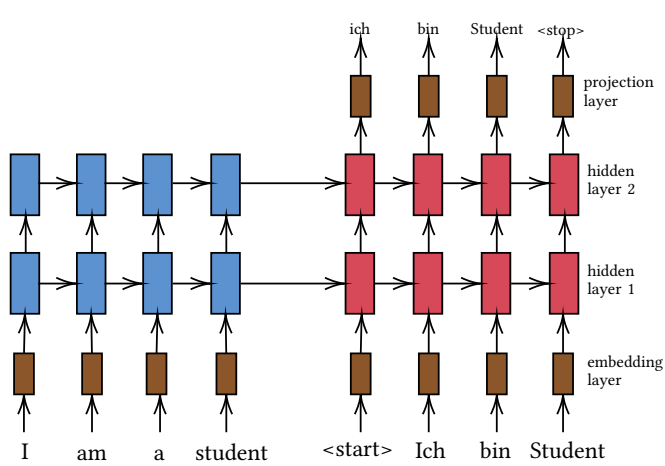 ich bin Student <stop>
projection
layer
hidden
layer 2
hidden
layer 1
embedding
layer
I am a student <start> Ich bin Student